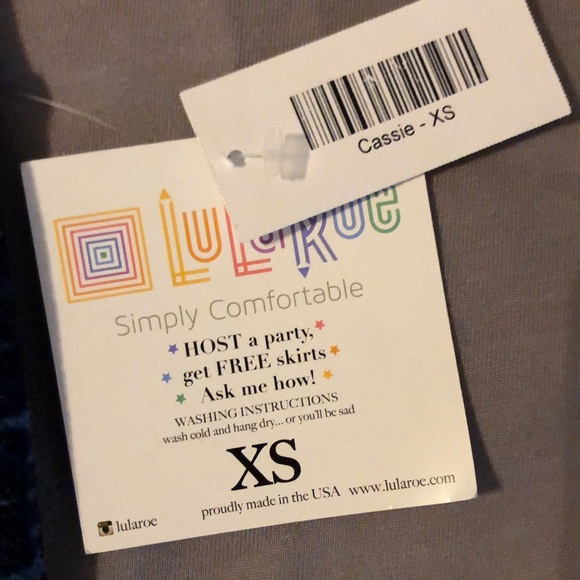 Cassie - XS
LuLaRoe
Simply Comfortable
HOST a party,
get FREE skirts
Ask me how!
WASHING INSTRUCTIONS
wash cold and hang dry... or you'll be sad
XS
proudly made in the USA www.lularoe.com
lularoe